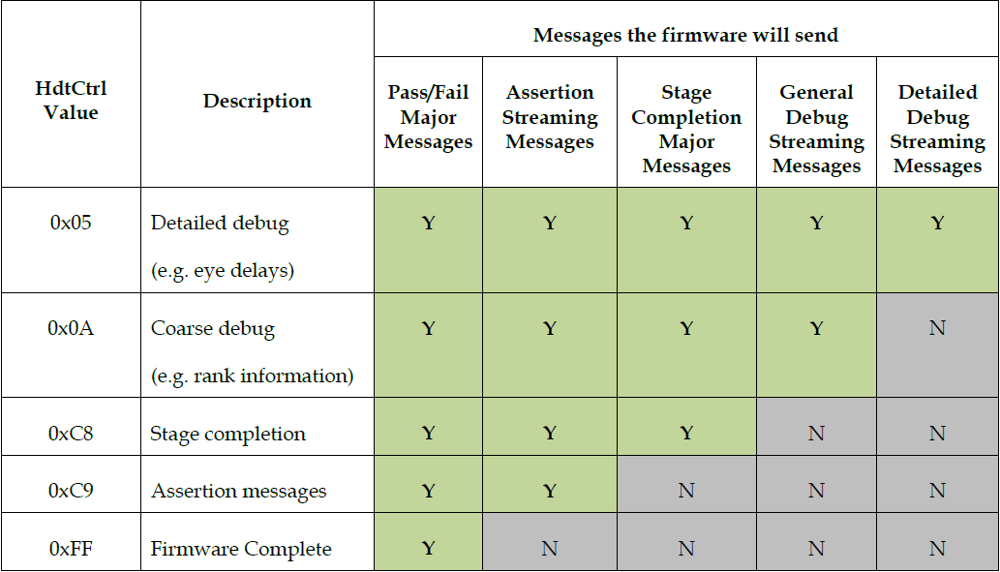 HdtCtrl
Value
Description
Messages the firmware will send
Pass/Fail
Major
Messages
Assertion
Streaming
Messages
Stage
Completion
Major
Messages
General
Debug
Streaming
Messages
Detailed
Debug
Streaming
Messages
0x05 Detailed debug Y Y Y Y Y
(e.g. eye delays)
0x0A Coarse debug Y Y Y Y N
(e.g. rank information)
0xC8 Stage completion Y Y Y N N
0xC9 Assertion messages Y Y N N N
0xFF Firmware Complete Y N N N N